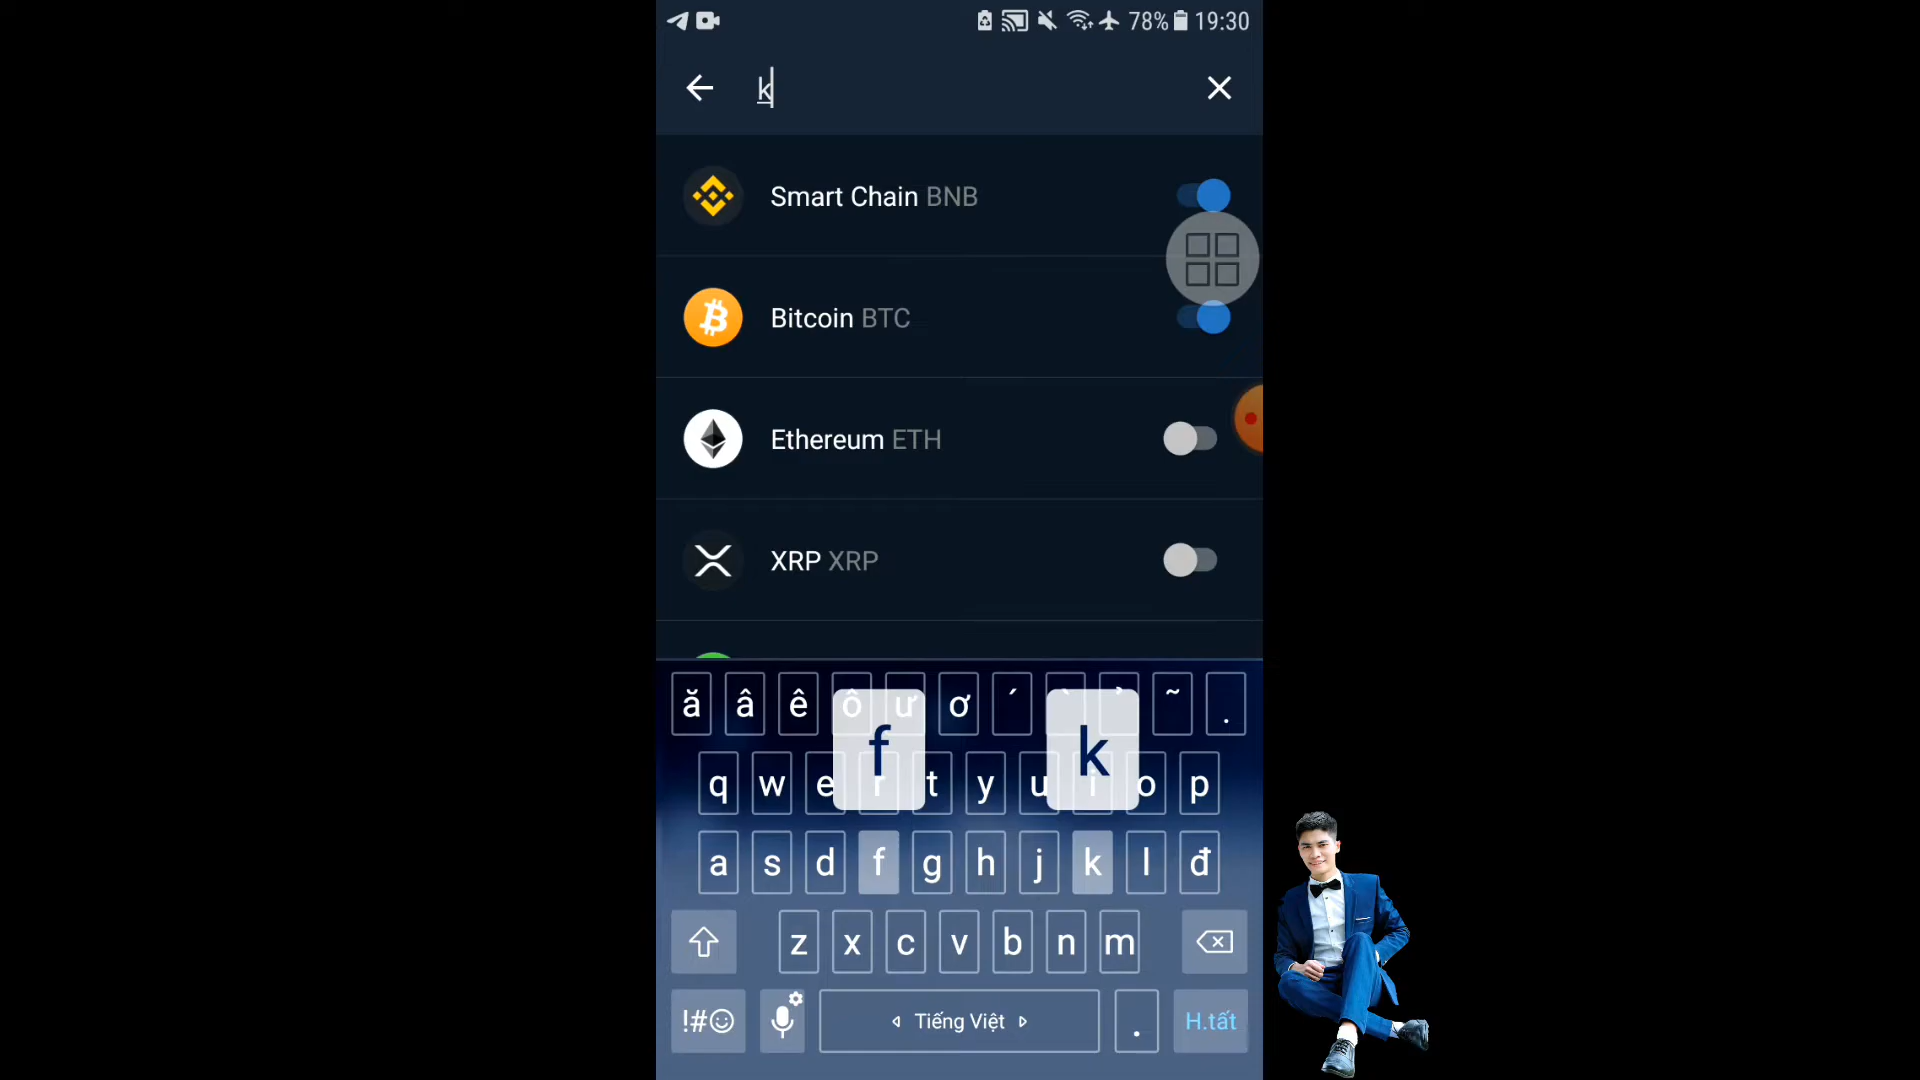 78% 19:30
k
Smart Chain BNB
Bitcoin BTC
Ethereum ETH
XRP XRP
ă â ê ô ư ơ ´ ` ̉ ~ .
f k
q w e r t y u i o p
a s d f g h j k l đ
z x c v b n m
!#☺ Tiếng Việt . H.tất